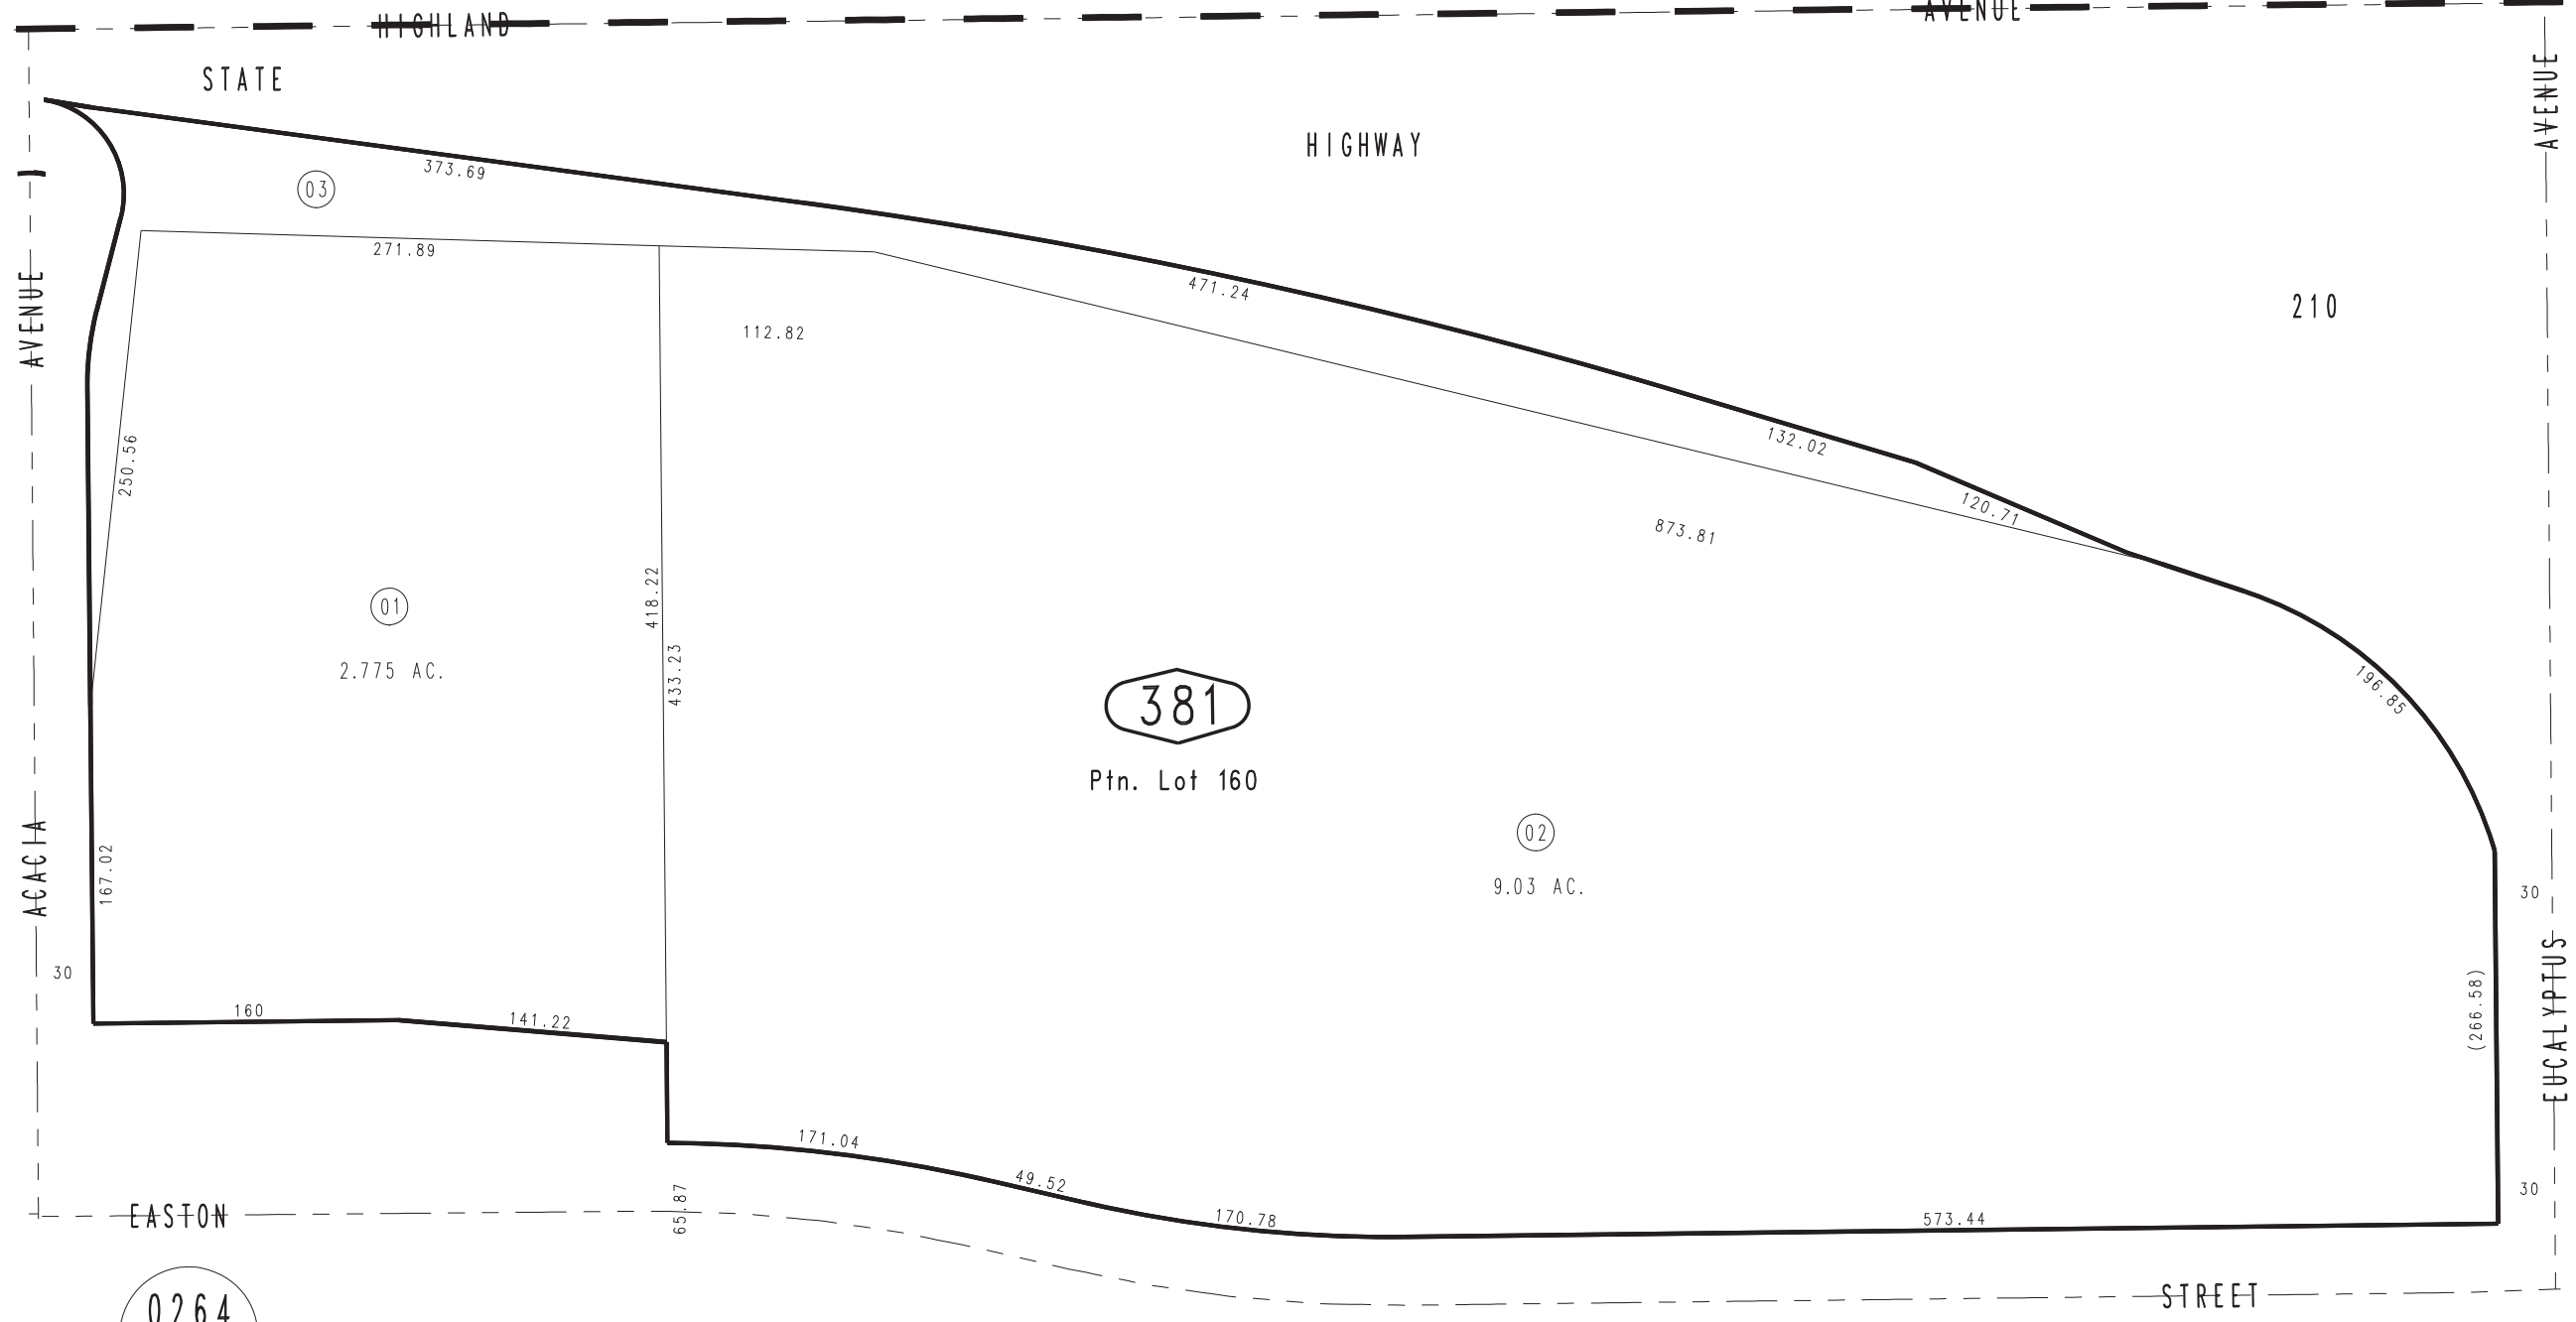 HIGHLAND
AVENUE
STATE
HIGHWAY
210
AVENUE
373.69
03
271.89
471.24
112.82
AVENUE
132.02
120.71
250.56
873.81
418.22
01
2.775 AC.
433.23
381
196.85
Ptn. Lot 160
02
9.03 AC.
ACACIA
167.02
30
30
160
141.22
(266.58)
EUCALYPTUS
171.04
49.52
65.87
170.78
573.44
30
EASTON
STREET
0264